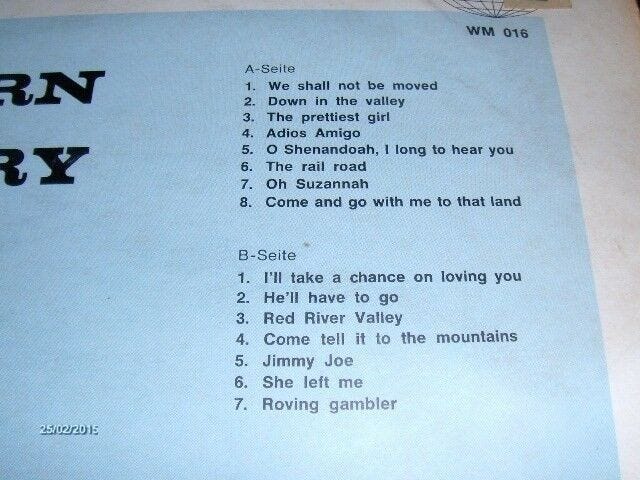 WM 016
RN
RY
A-Seite
1. We shall not be moved
2. Down in the valley
3. The prettiest girl
4. Adios Amigo
5. O Shenandoah, I long to hear you
6. The rail road
7. Oh Suzannah
8. Come and go with me to that land
B-Seite
1. I'll take a chance on loving you
2. He'll have to go
3. Red River Valley
4. Come tell it to the mountains
5. Jimmy Joe
6. She left me
7. Roving gambler
25/02/2015